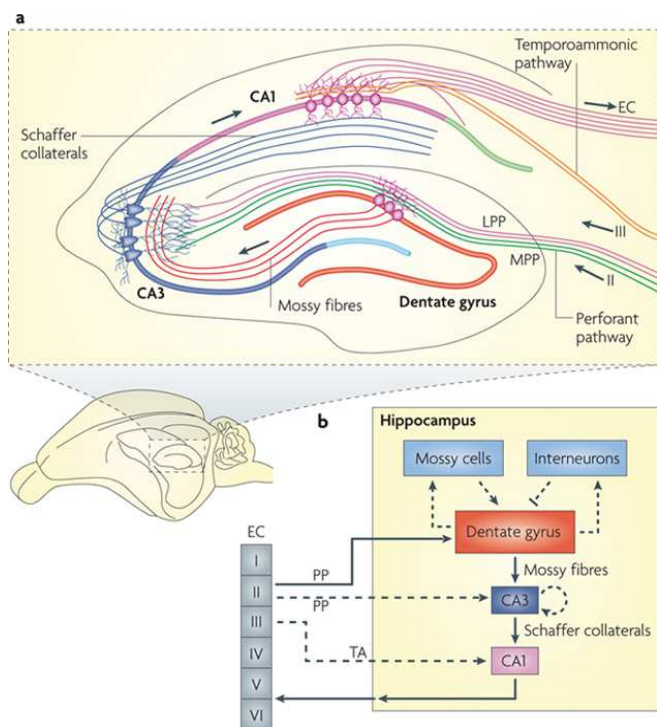 a
Temporoammonic
pathway
CA1
EC
Schaffer
collaterals
LPP
III
MPP
II
CA3
Mossy fibres
Dentate gyrus
Perforant
pathway
b
Hippocampus
Mossy cells
Interneurons
EC
I
Dentate gyrus
PP
Mossy fibres
II
CA3
PP
III
Schaffer collaterals
IV
TA
CA1
V
VI